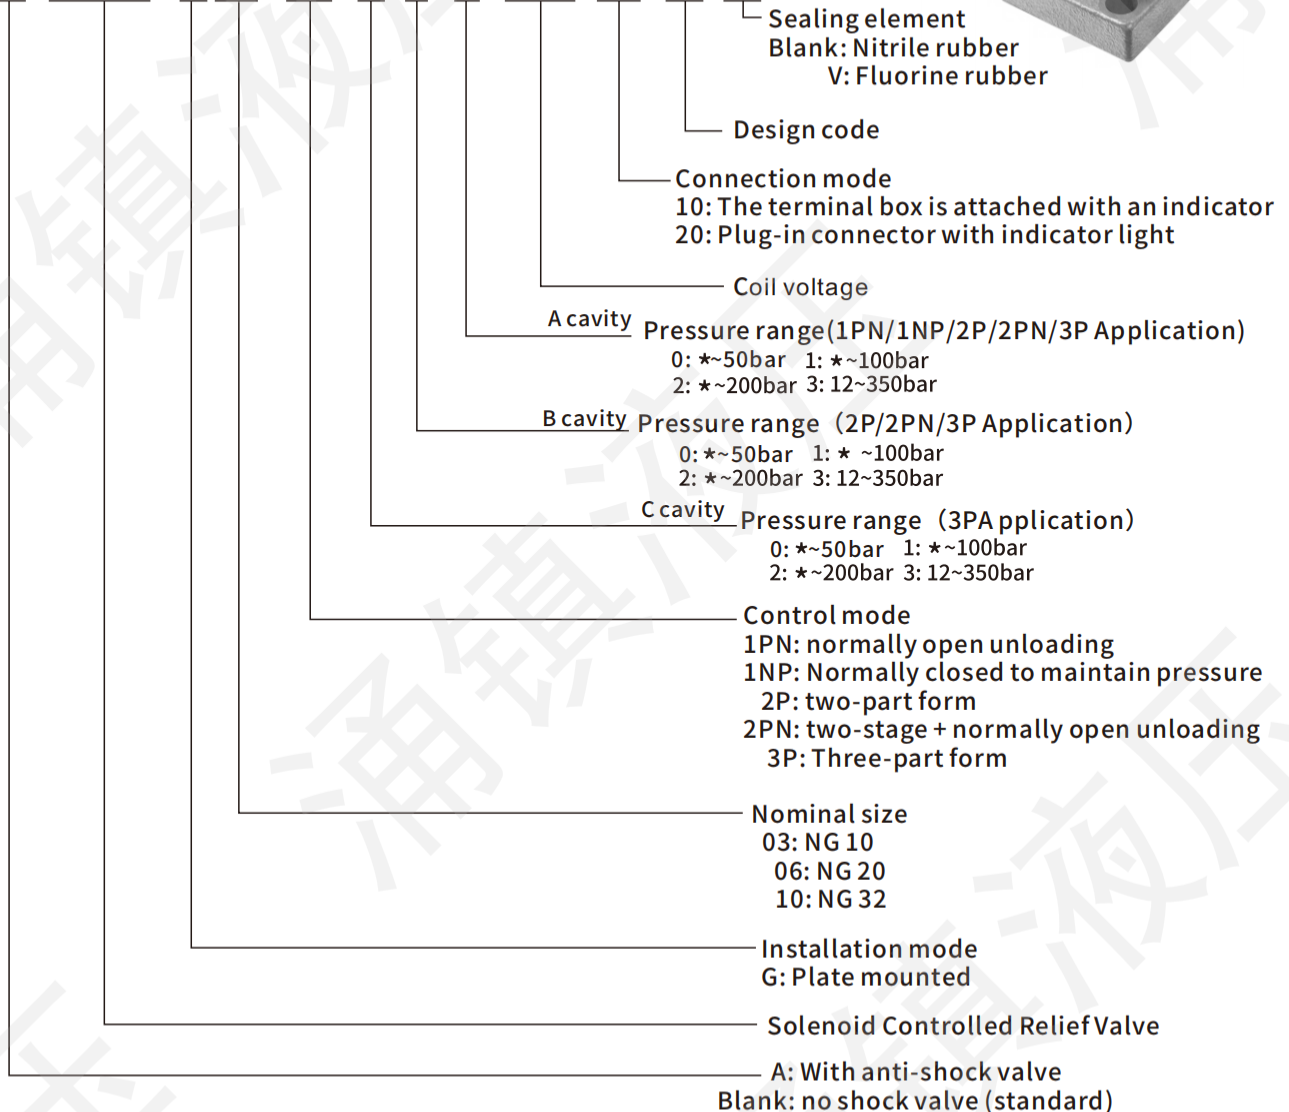 Sealing element
Blank: Nitrile rubber
V: Fluorine rubber
Design code
Connection mode
10: The terminal box is attached with an indicator
20: Plug-in connector with indicator light
Coil voltage
A cavity Pressure range(1PN/1NP/2P/2PN/3P Application)
0: *~50bar 1: *~100bar
2: *~200bar 3: 12~350bar
B cavity Pressure range（2P/2PN/3P Application）
0: *~50bar 1: * ~100bar
2: *~200bar 3: 12~350bar
C cavity Pressure range（3PA pplication）
0: *~50bar 1: *~100bar
2: *~200bar 3: 12~350bar
Control mode
1PN: normally open unloading
1NP: Normally closed to maintain pressure
2P: two-part form
2PN: two-stage + normally open unloading
3P: Three-part form
Nominal size
03: NG 10
06: NG 20
10: NG 32
Installation mode
G: Plate mounted
Solenoid Controlled Relief Valve
A: With anti-shock valve
Blank: no shock valve (standard)
涌镇液压